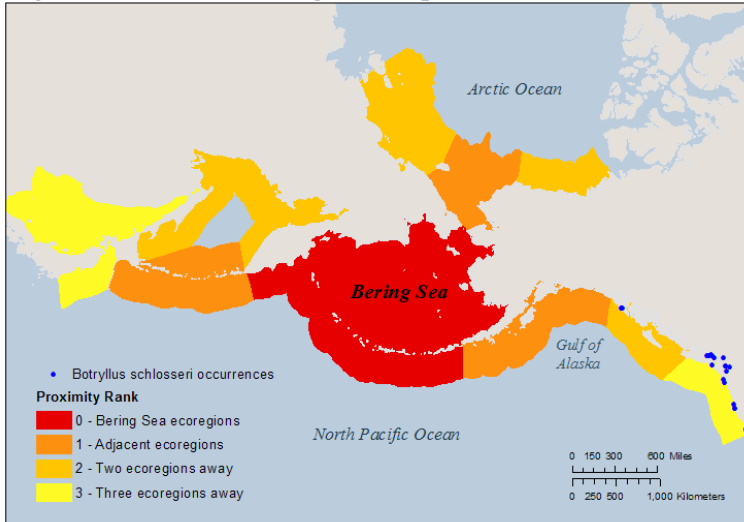 Arctic Ocean
Bering Sea
Gulf of
Alaska
North Pacific Ocean
Botryllus schlosseri occurrences
Proximity Rank
0 - Bering Sea ecoregions
1 - Adjacent ecoregions
2 - Two ecoregions away
3 - Three ecoregions away
0 150 300 600 Miles
0 250 500 1,000 Kilometers